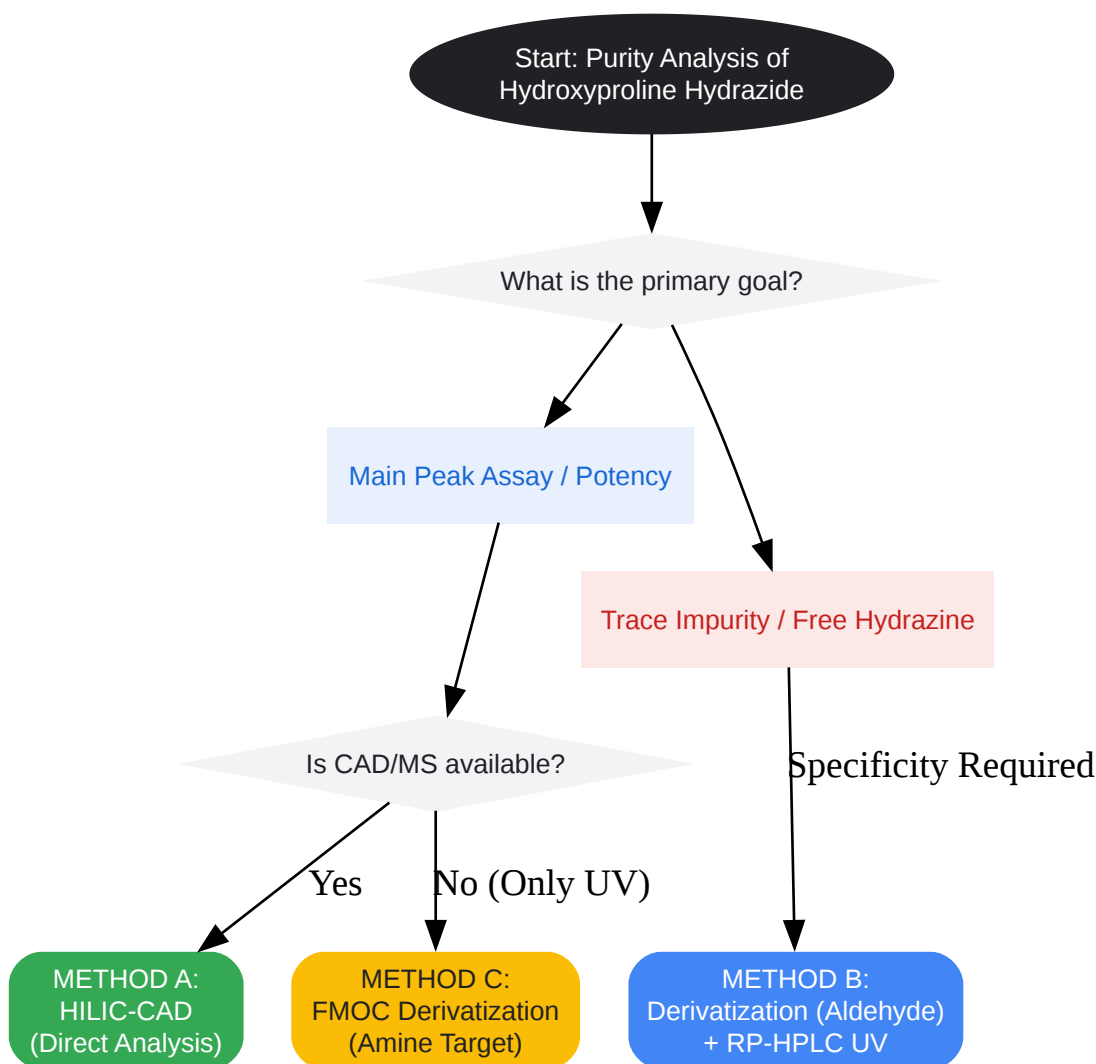 Start: Purity Analysis of
Hydroxyproline Hydrazide
What is the primary goal?
Main Peak Assay / Potency
Trace Impurity / Free Hydrazine
Is CAD/MS available?
Specificity Required
Yes
No (Only UV)
METHOD A:
HILIC-CAD
(Direct Analysis)
METHOD C:
FMOC Derivatization
(Amine Target)
METHOD B:
Derivatization (Aldehyde)
+ RP-HPLC UV